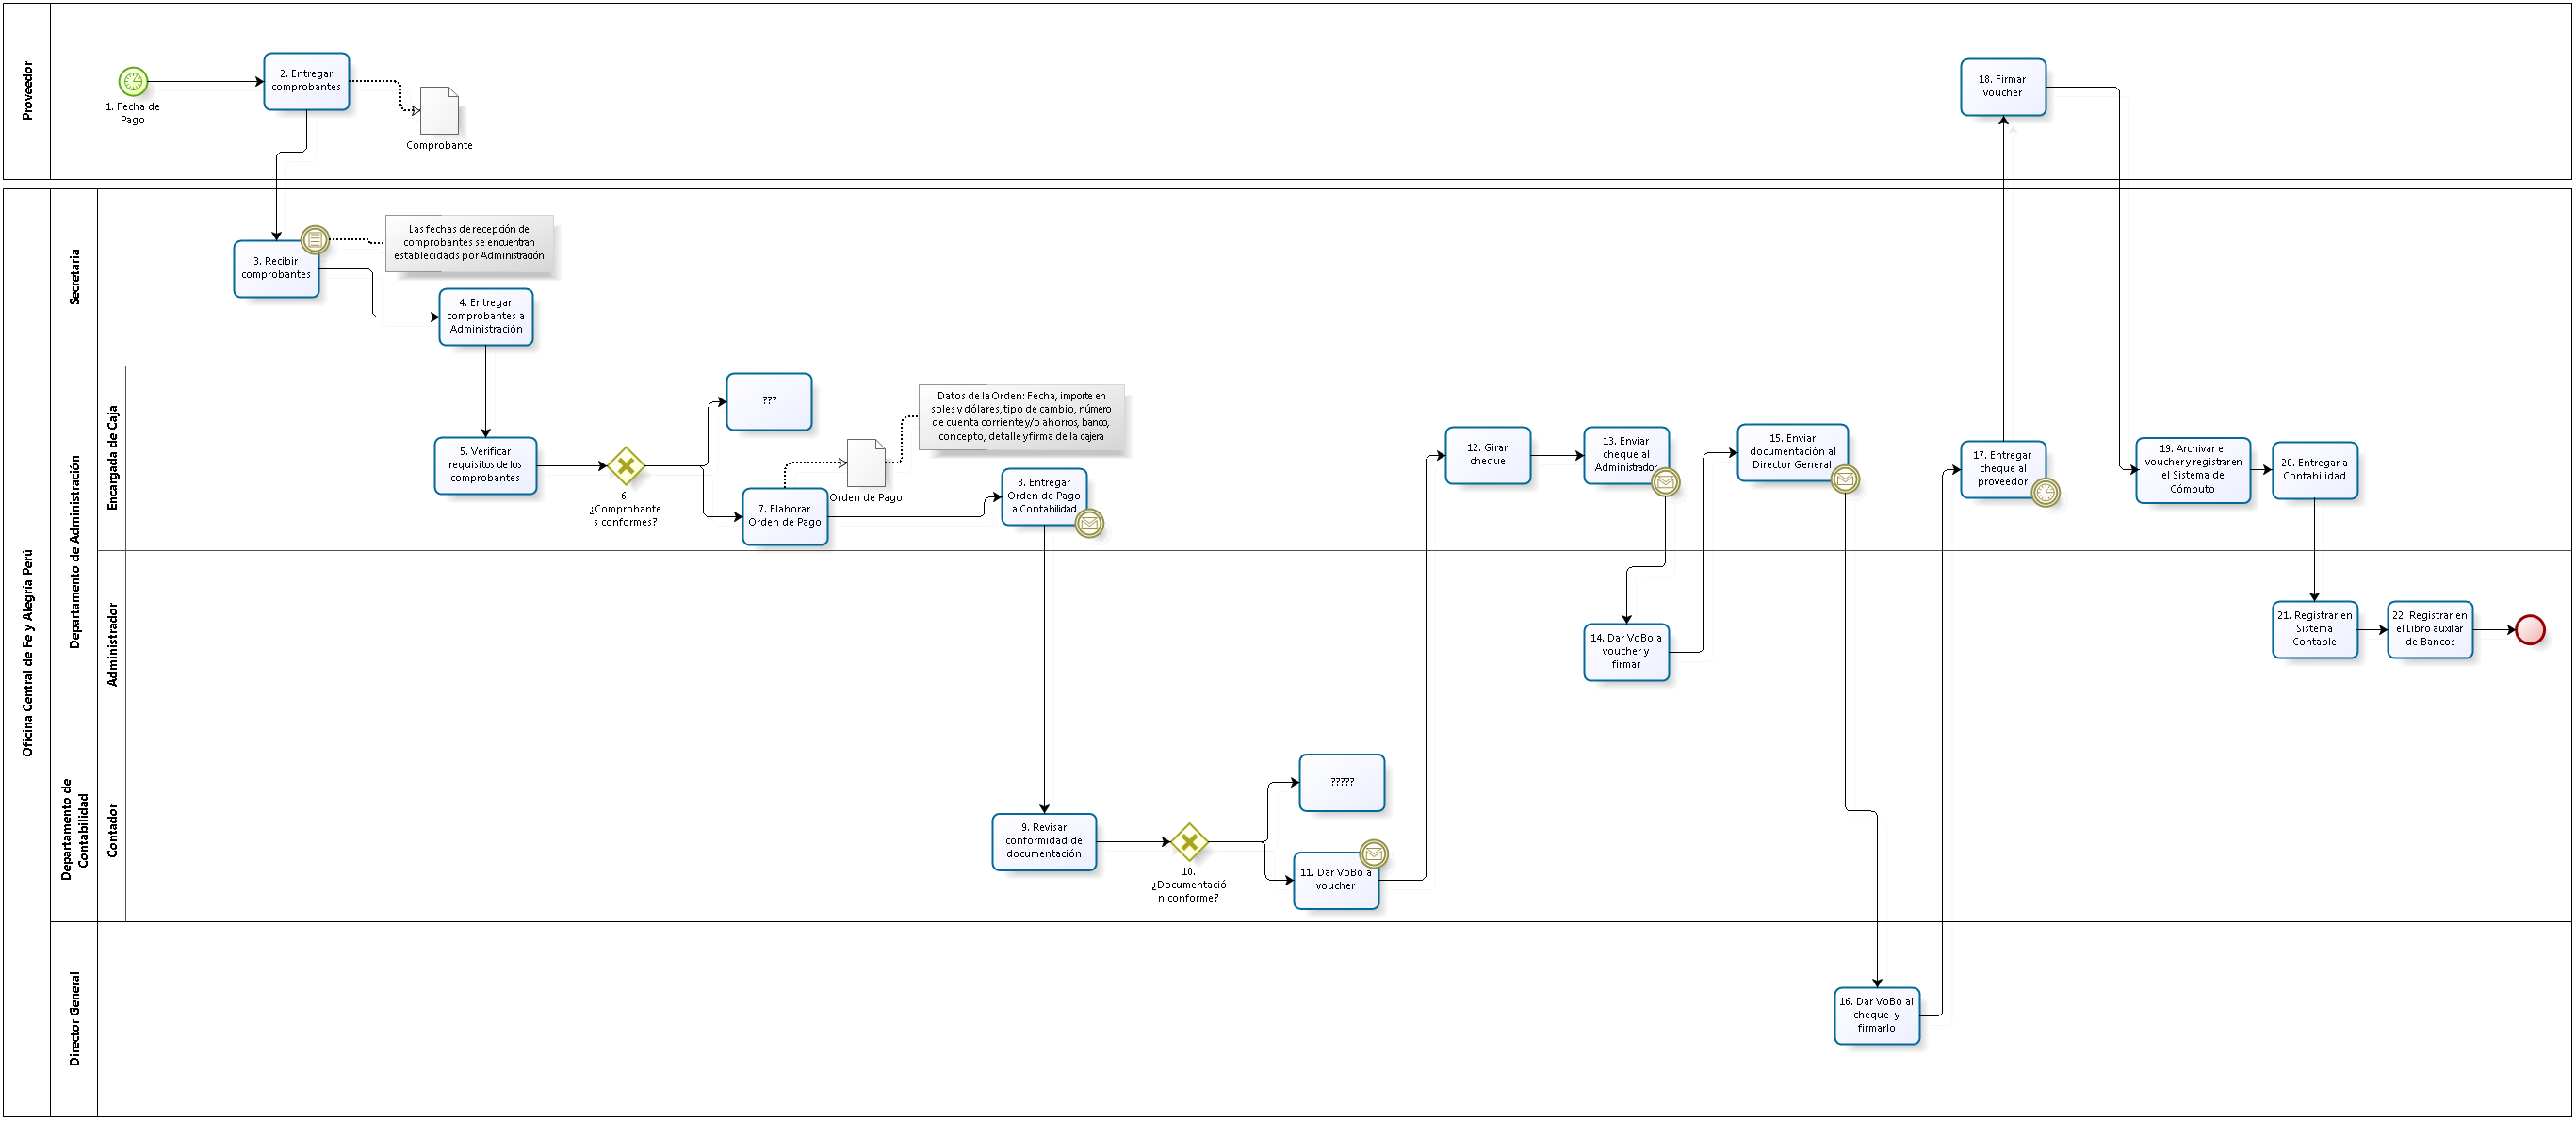 Proveedor
1. Fecha de
Pago
2. Entregar
comprobantes
Comprobante
18. Firmar
voucher
Oficina Central de Fe y Alegría Perú
Secretaria
3. Recibir
comprobantes
Las fechas de recepción de
comprobantes se encuentran
establecidads por Administración
4. Entregar
comprobantes a
Administración
Departamento de Administración
Encargada de Caja
5. Verificar
requisitos de los
comprobantes
6.
¿Comprobante
s conformes?
???
7. Elaborar
Orden de Pago
Orden de Pago
Datos de la Orden: Fecha, importe en
soles y dólares, tipo de cambio, número
de cuenta corriente y/o ahorros, banco,
concepto, detalle y firma de la cajera
8. Entregar
Orden de Pago
a Contabilidad
12. Girar
cheque
13. Enviar
cheque al
Administrador
15. Enviar
documentación al
Director General
17. Entregar
cheque al
proveedor
19. Archivar el
voucher y registrar en
el Sistema de
Cómputo
20. Entregar a
Contabilidad
Administrador
14. Dar VoBo a
voucher y
firmar
21. Registrar en
Sistema
Contable
22. Registrar en
el Libro auxiliar
de Bancos
Departamento de
Contabilidad
Contador
9. Revisar
conformidad de
documentación
10.
¿Documentació
n conforme?
?????
11. Dar VoBo a
voucher
Director General
16. Dar VoBo al
cheque y
firmarlo